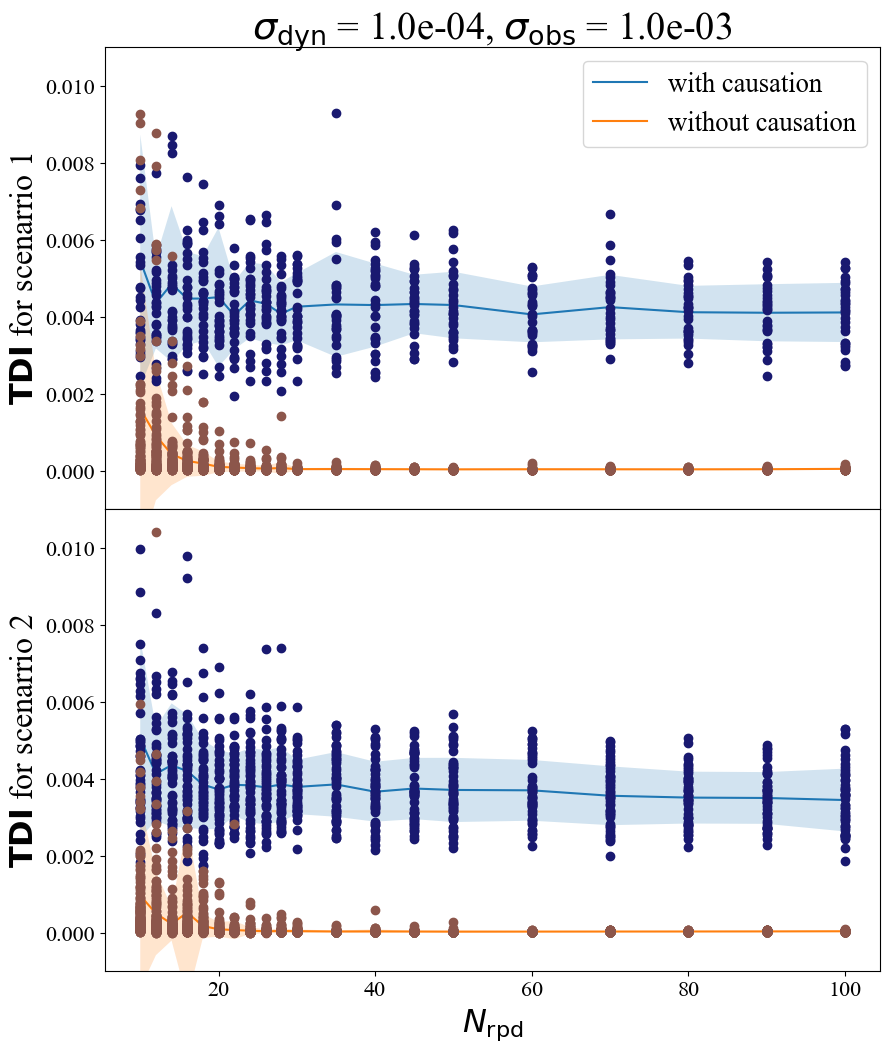 σdyn = 1.0e-04, σobs = 1.0e-03
with causation
without causation
TDI for scenarrio 1
0.010
0.008
0.006
0.004
0.002
0.000
TDI for scenarrio 2
0.010
0.008
0.006
0.004
0.002
0.000
20 40 60 80 100
Nrpd